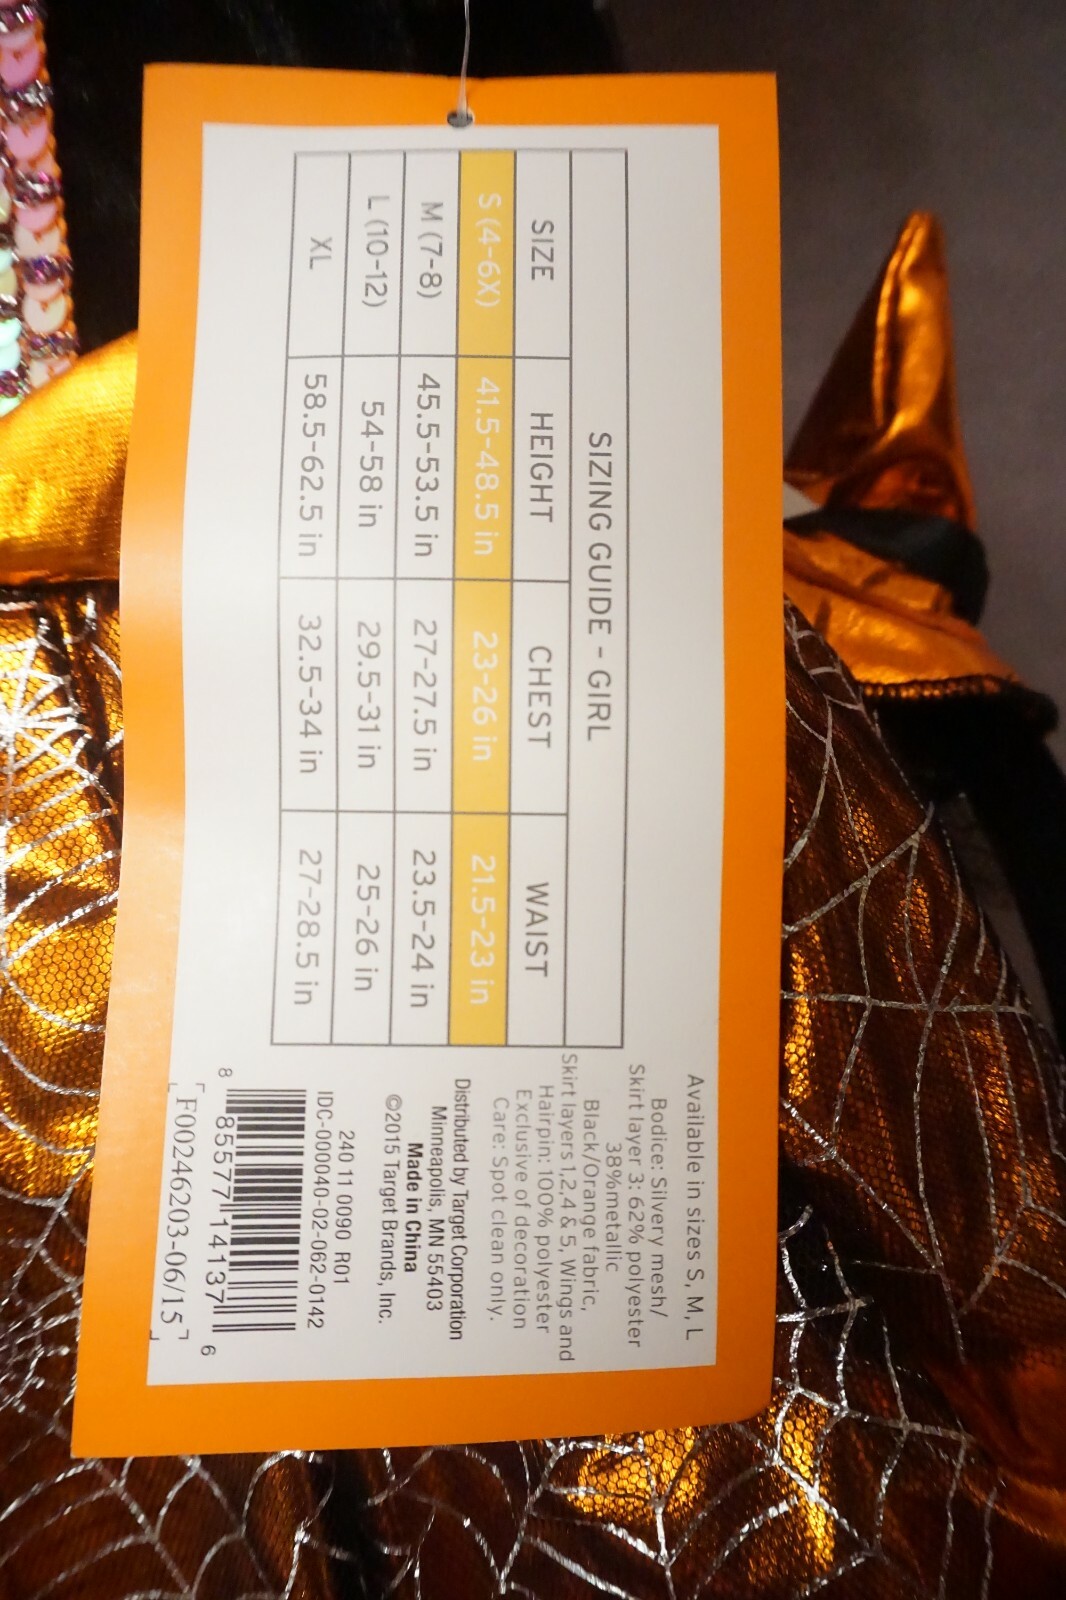 SIZING GUIDE - GIRL
SIZE HEIGHT CHEST WAIST
S (4-6X) 41.5-48.5 in 23-26 in 21.5-23 in
M (7-8) 45.5-53.5 in 27-27.5 in 23.5-24 in
L (10-12) 54-58 in 29.5-31 in 25-26 in
XL 58.5-62.5 in 32.5-34 in 27-28.5 in
Available in sizes S, M, L
Bodice: Silvery mesh/
Skirt layer 3: 62% polyester
38%metallic
Black/Orange fabric,
Skirt layers 1,2,4 & 5, Wings and
Hairpin: 100% polyester
Exclusive of decoration
Care: Spot clean only.
Distributed by Target Corporation
Minneapolis, MN 55403
Made in China
©2015 Target Brands, Inc.
240 11 0090 R01
IDC-000040-02-062-0142
8 85577 14137 6
F00246203-06/15